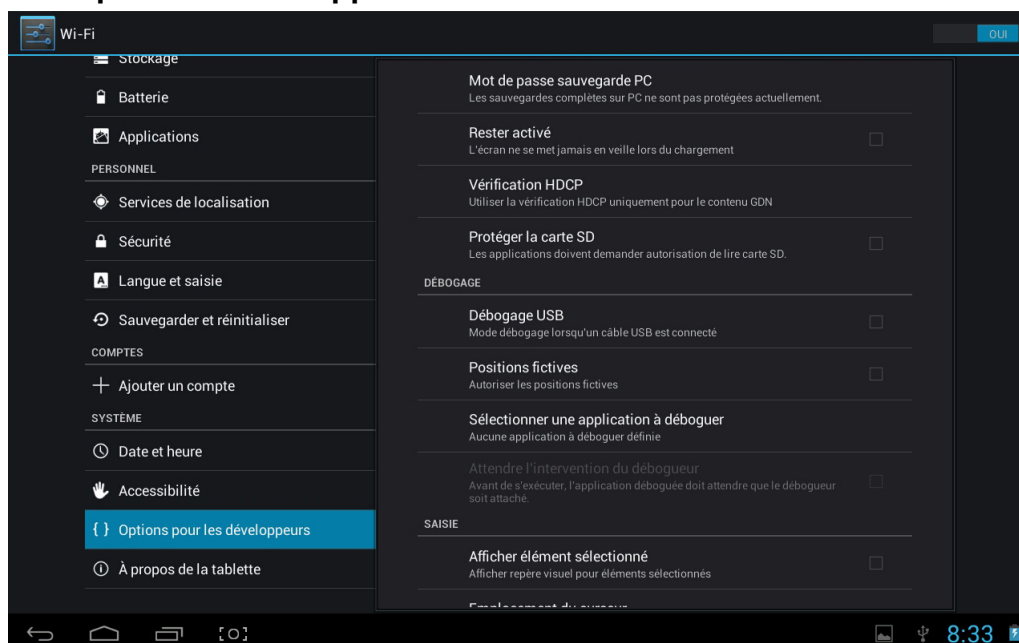 Wi-Fi
OUI
Stockage
Batterie
Applications
PERSONNEL
Services de localisation
Sécurité
Langue et saisie
Sauvegarder et réinitialiser
COMPTES
Ajouter un compte
SYSTÈME
Date et heure
Accessibilité
{ } Options pour les développeurs
À propos de la tablette
Mot de passe sauvegarde PC
Les sauvegardes complètes sur PC ne sont pas protégées actuellement.
Rester activé
L'écran ne se met jamais en veille lors du chargement
Vérification HDCP
Utiliser la vérification HDCP uniquement pour le contenu GDN
Protéger la carte SD
Les applications doivent demander autorisation de lire carte SD.
DÉBOGAGE
Débogage USB
Mode débogage lorsqu'un câble USB est connecté
Positions fictives
Autoriser les positions fictives
Sélectionner une application à déboguer
Aucune application à déboguer définie
Attendre l'intervention du débogueur
Avant de s'exécuter, l'application déboguée doit attendre que le débogueur
soit attaché.
SAISIE
Afficher élément sélectionné
Afficher repère visuel pour éléments sélectionnés
Emplacement du curseur
8:33